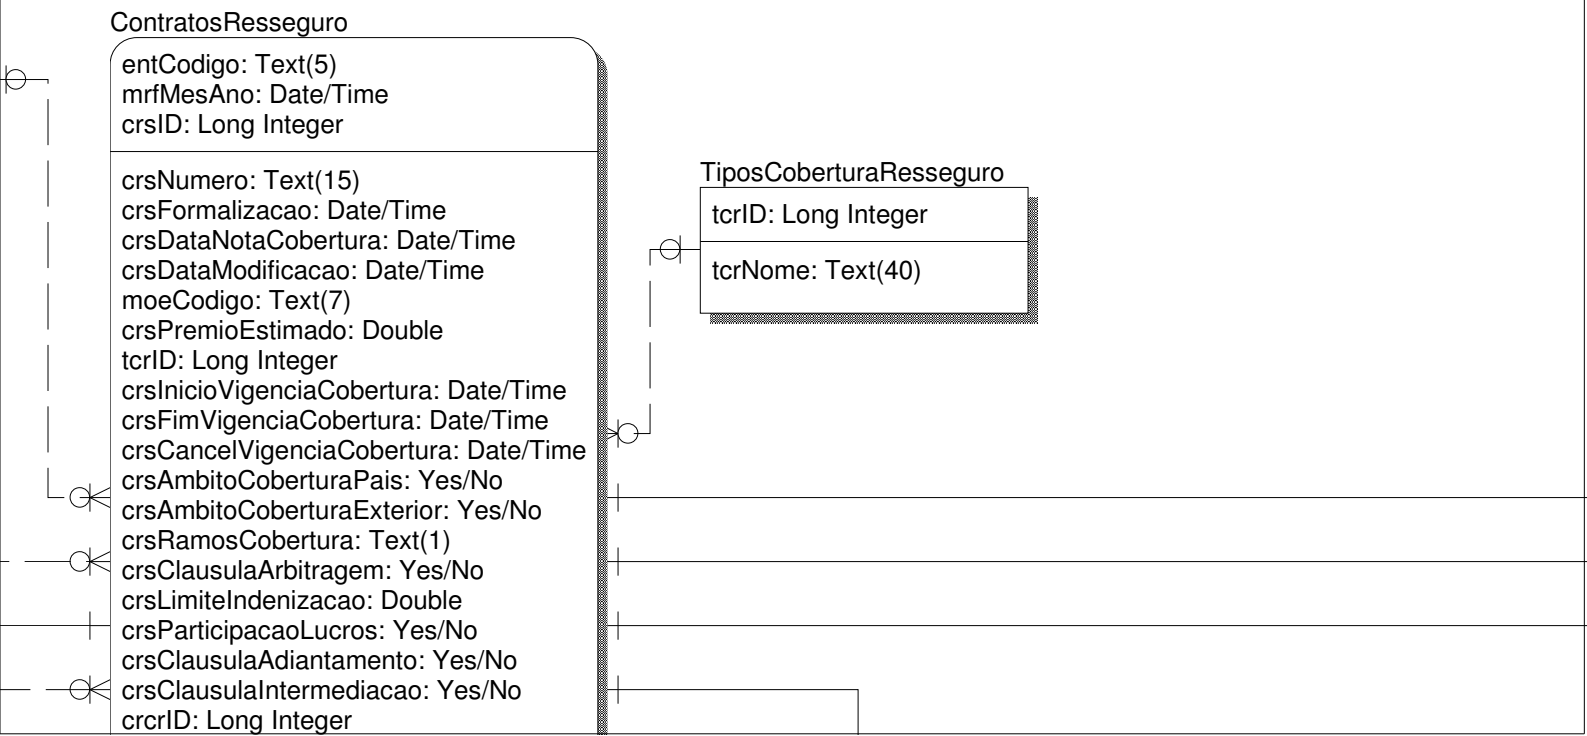 ContratosResseguro
entCodigo: Text(5)
mrfMesAno: Date/Time
crsID: Long Integer
crsNumero: Text(15)
crsFormalizacao: Date/Time
crsDataNotaCobertura: Date/Time
crsDataModificacao: Date/Time
moeCodigo: Text(7)
crsPremioEstimado: Double
tcrID: Long Integer
crsInicioVigenciaCobertura: Date/Time
crsFimVigenciaCobertura: Date/Time
crsCancelVigenciaCobertura: Date/Time
crsAmbitoCoberturaPais: Yes/No
crsAmbitoCoberturaExterior: Yes/No
crsRamosCobertura: Text(1)
crsClausulaArbitragem: Yes/No
crsLimiteIndenizacao: Double
crsParticipacaoLucros: Yes/No
crsClausulaAdiantamento: Yes/No
crsClausulaIntermediacao: Yes/No
crcrID: Long Integer
TiposCoberturaResseguro
tcrID: Long Integer
tcrNome: Text(40)